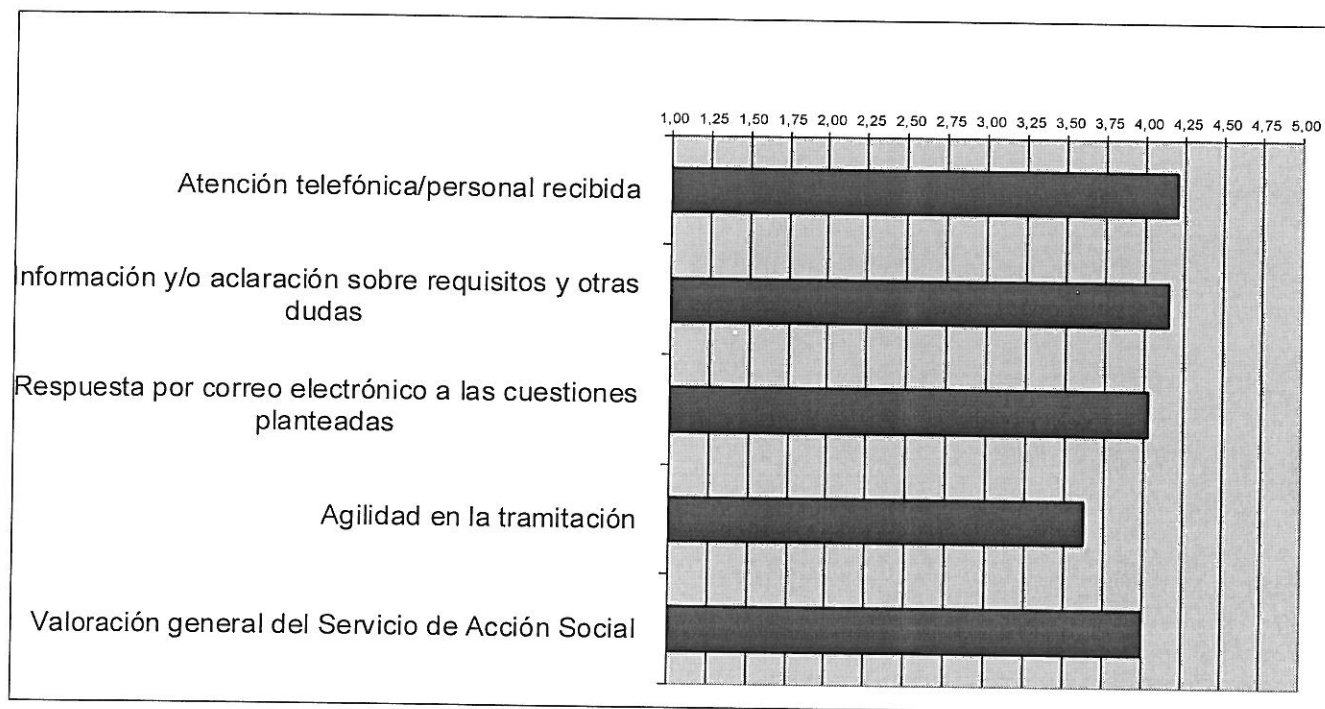 1,00 1,25 1,50 1,75 2,00 2,25 2,50 2,75 3,00 3,25 3,50 3,75 4,00 4,25 4,50 4,75 5,00
Atención telefónica/personal recibida
Información y/o aclaración sobre requisitos y otras
dudas
Respuesta por correo electrónico a las cuestiones
planteadas
Agilidad en la tramitación
Valoración general del Servicio de Acción Social